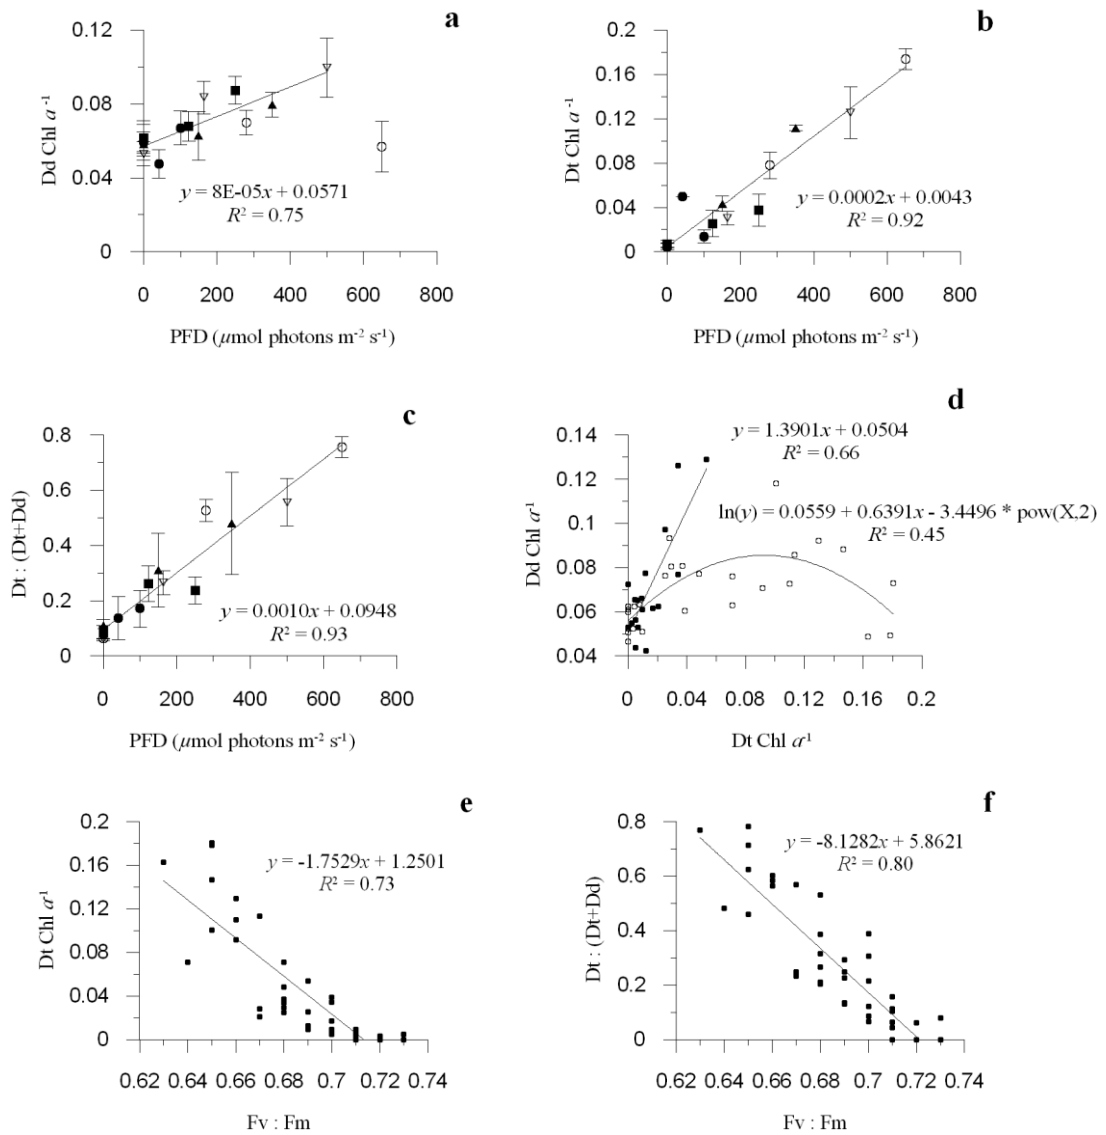 a
0.12
0.08
0.04
0
Dd Chl a⁻¹
y = 8E-05x + 0.0571
R² = 0.75
0 200 400 600 800
PFD (µmol photons m⁻² s⁻¹)
b
0.2
0.16
0.12
0.08
0.04
0
Dt Chl a⁻¹
y = 0.0002x + 0.0043
R² = 0.92
0 200 400 600 800
PFD (µmol photons m⁻² s⁻¹)
c
0.8
0.6
0.4
0.2
0
Dt : (Dt+Dd)
y = 0.0010x + 0.0948
R² = 0.93
0 200 400 600 800
PFD (µmol photons m⁻² s⁻¹)
d
0.14
0.12
0.1
0.08
0.06
0.04
Dd Chl a⁻¹
y = 1.3901x + 0.0504
R² = 0.66
ln(y) = 0.0559 + 0.6391x - 3.4496 * pow(X,2)
R² = 0.45
0 0.04 0.08 0.12 0.16 0.2
Dt Chl a⁻¹
e
0.2
0.16
0.12
0.08
0.04
0
Dt Chl a⁻¹
y = -1.7529x + 1.2501
R² = 0.73
0.62 0.64 0.66 0.68 0.7 0.72 0.74
Fv : Fm
f
0.8
0.6
0.4
0.2
0
Dt : (Dt+Dd)
y = -8.1282x + 5.8621
R² = 0.80
0.62 0.64 0.66 0.68 0.7 0.72 0.74
Fv : Fm